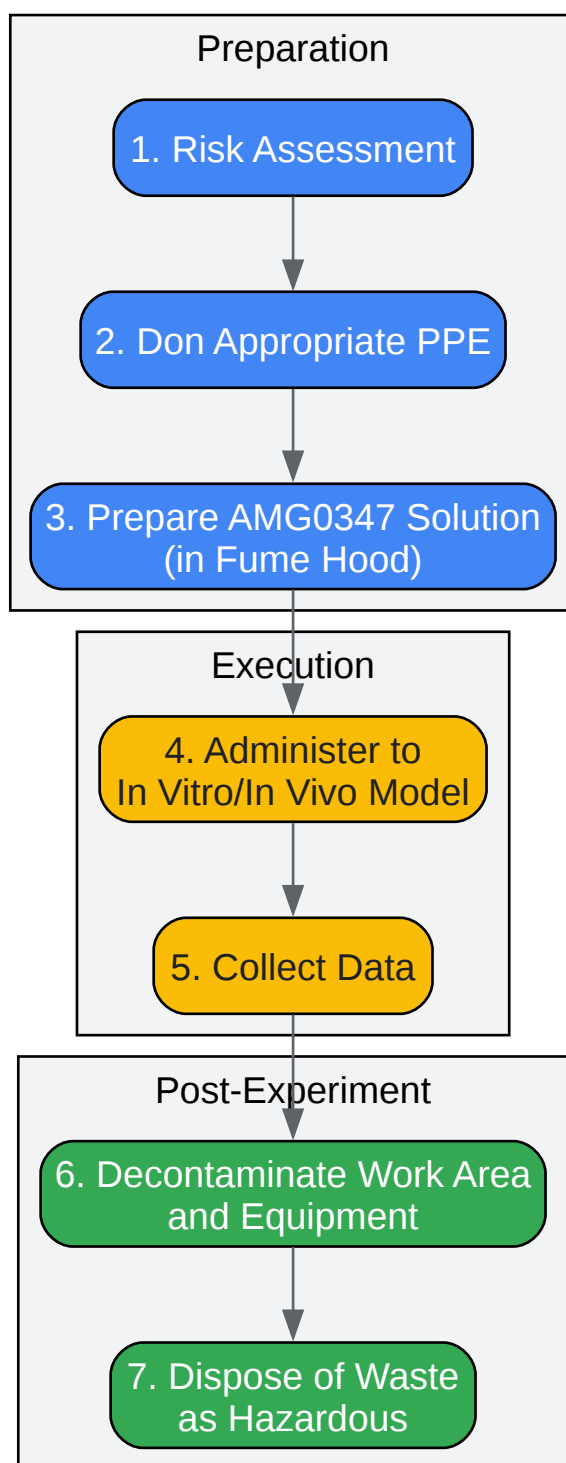 Preparation
1. Risk Assessment
2. Don Appropriate PPE
3. Prepare AMG0347 Solution
(in Fume Hood)
Execution
4. Administer to
In Vitro/In Vivo Model
5. Collect Data
Post-Experiment
6. Decontaminate Work Area
and Equipment
7. Dispose of Waste
as Hazardous